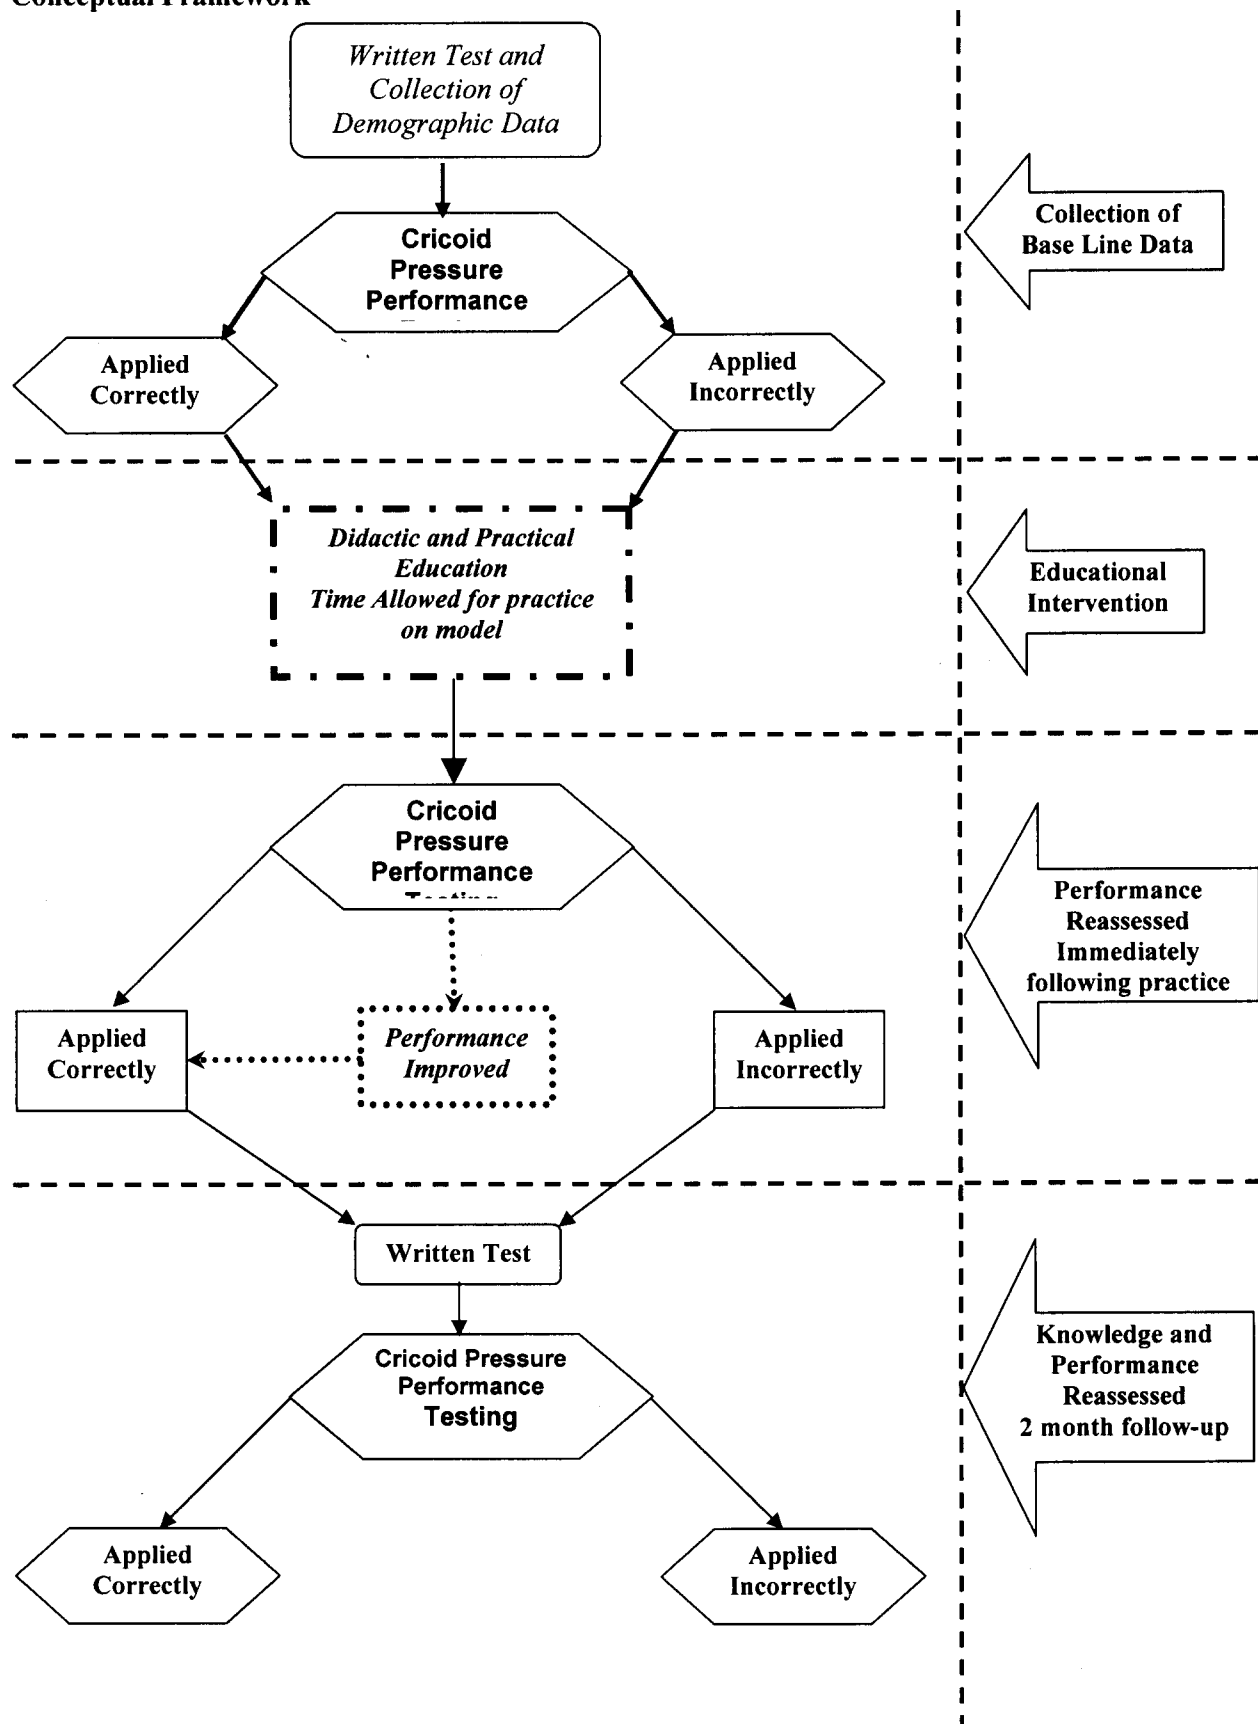 Conceptual Framework
Written Test and
Collection of
Demographic Data
Cricoid
Pressure
Performance
Collection of
Base Line Data
Applied
Correctly
Applied
Incorrectly
Didactic and Practical
Education
Time Allowed for practice
on model
Educational
Intervention
Cricoid
Pressure
Performance
Performance
Reassessed
Immediately
following practice
Applied
Correctly
Performance
Improved
Applied
Incorrectly
Written Test
Cricoid Pressure
Performance
Testing
Knowledge and
Performance
Reassessed
2 month follow-up
Applied
Correctly
Applied
Incorrectly